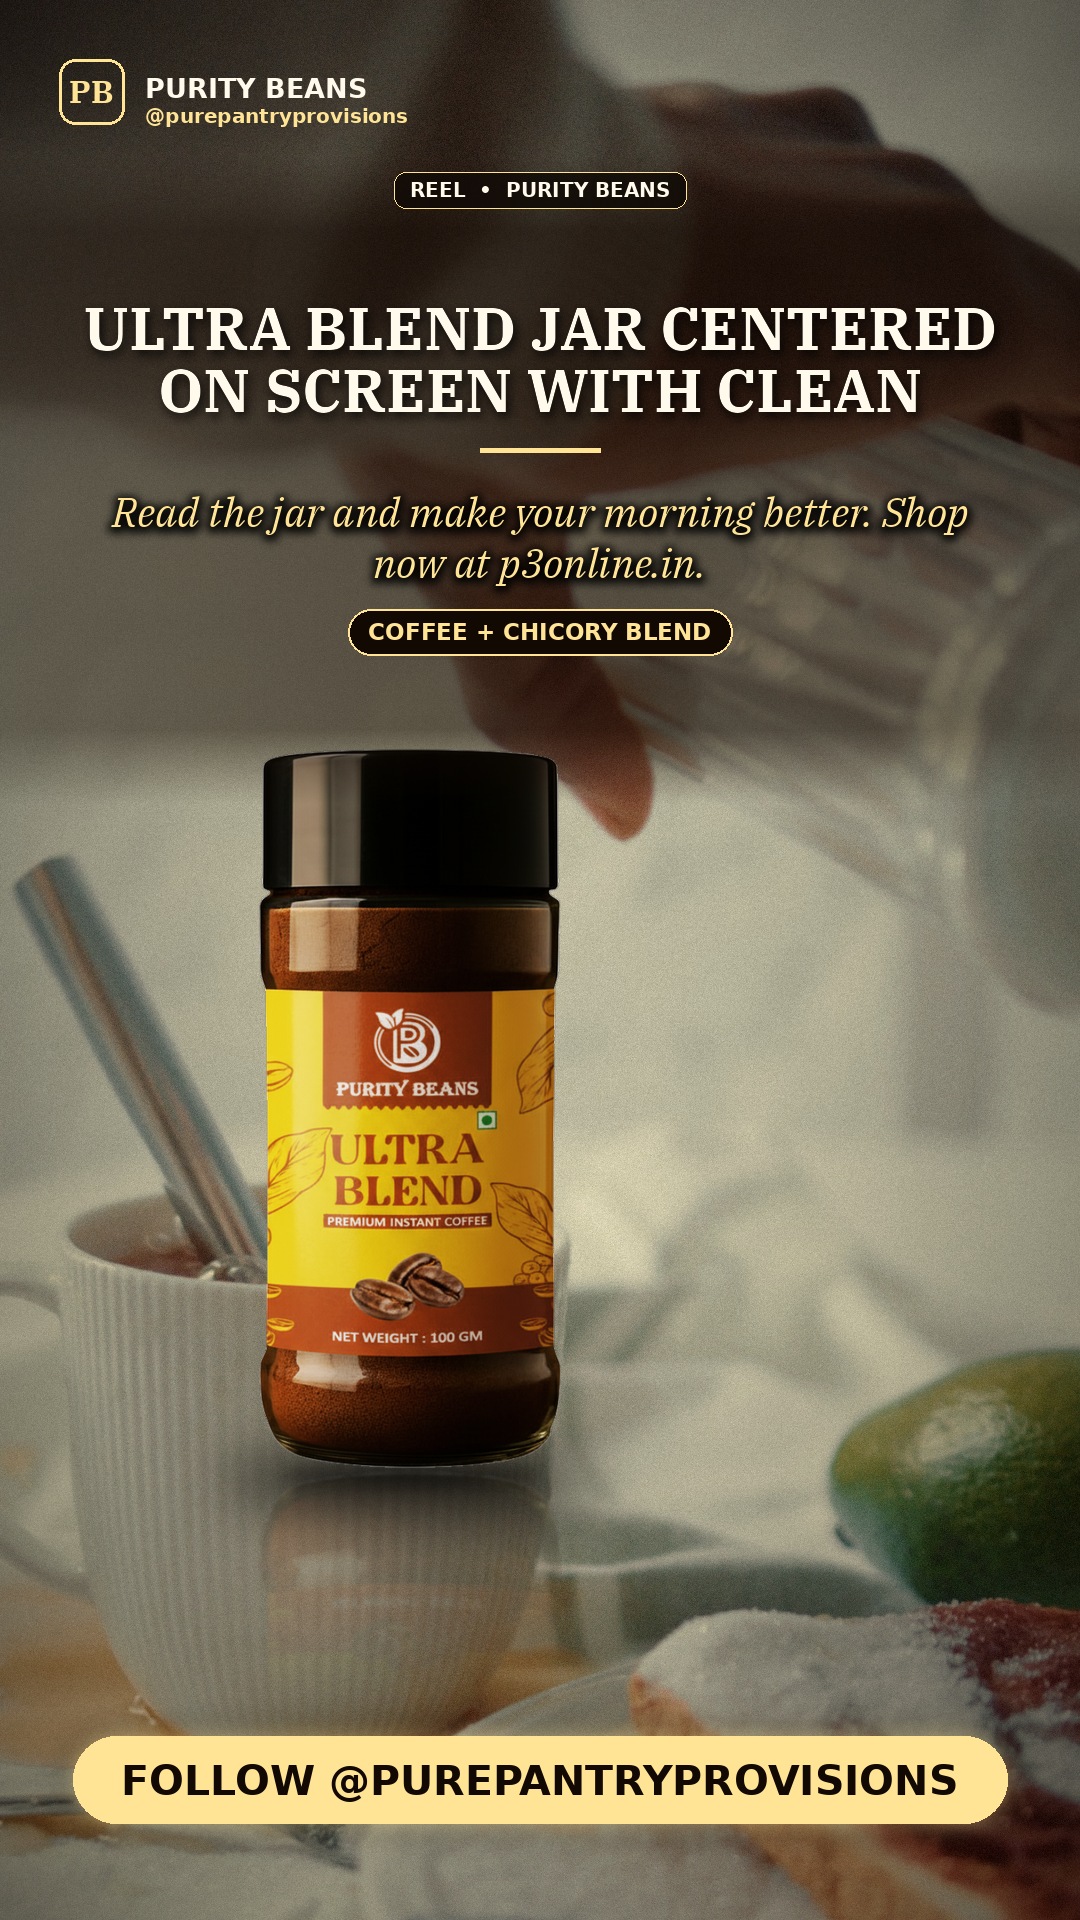 PB
PURITY BEANS
@purepantryprovisions
REEL • PURITY BEANS
ULTRA BLEND JAR CENTERED
ON SCREEN WITH CLEAN
Read the jar and make your morning better. Shop
now at p3online.in.
COFFEE + CHICORY BLEND
B
PURITY BEANS
ULTRA
BLEND
PREMIUM INSTANT COFFEE
NET WEIGHT : 100 GM
FOLLOW @PUREPANTRYPROVISIONS